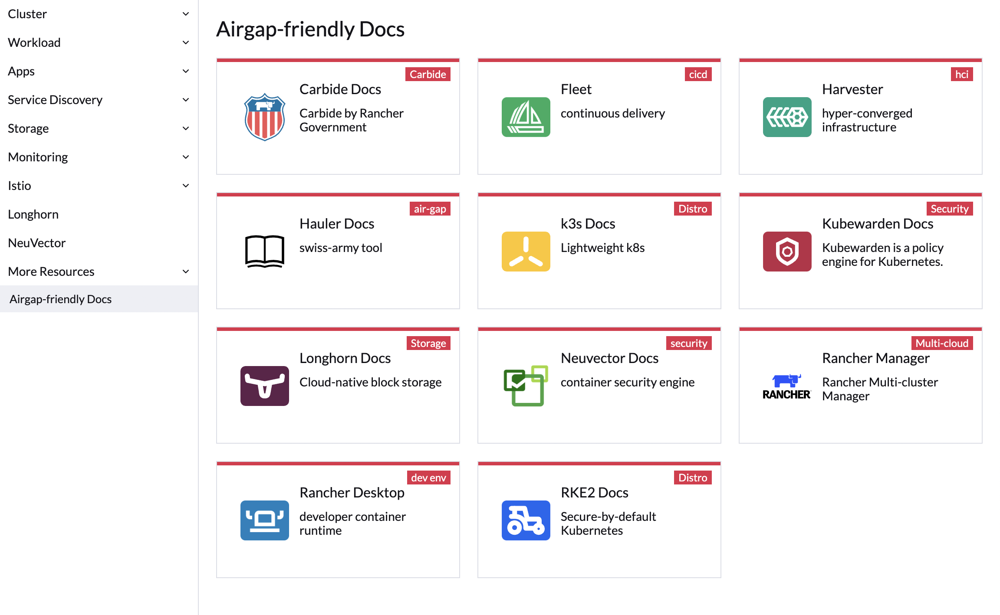 Cluster
Workload
Apps
Service Discovery
Storage
Monitoring
Istio
Longhorn
NeuVector
More Resources
Airgap-friendly Docs
Airgap-friendly Docs
Carbide
Carbide Docs
Carbide by Rancher
Government
cicd
Fleet
continuous delivery
hci
Harvester
hyper-converged
infrastructure
air-gap
Hauler Docs
swiss-army tool
Distro
k3s Docs
Lightweight k8s
Security
Kubewarden Docs
Kubewarden is a policy
engine for Kubernetes.
Storage
Longhorn Docs
Cloud-native block storage
security
Neuvector Docs
container security engine
Multi-cloud
Rancher Manager
RANCHER
Rancher Multi-cluster
Manager
dev env
Rancher Desktop
developer container
runtime
Distro
RKE2 Docs
Secure-by-default
Kubernetes